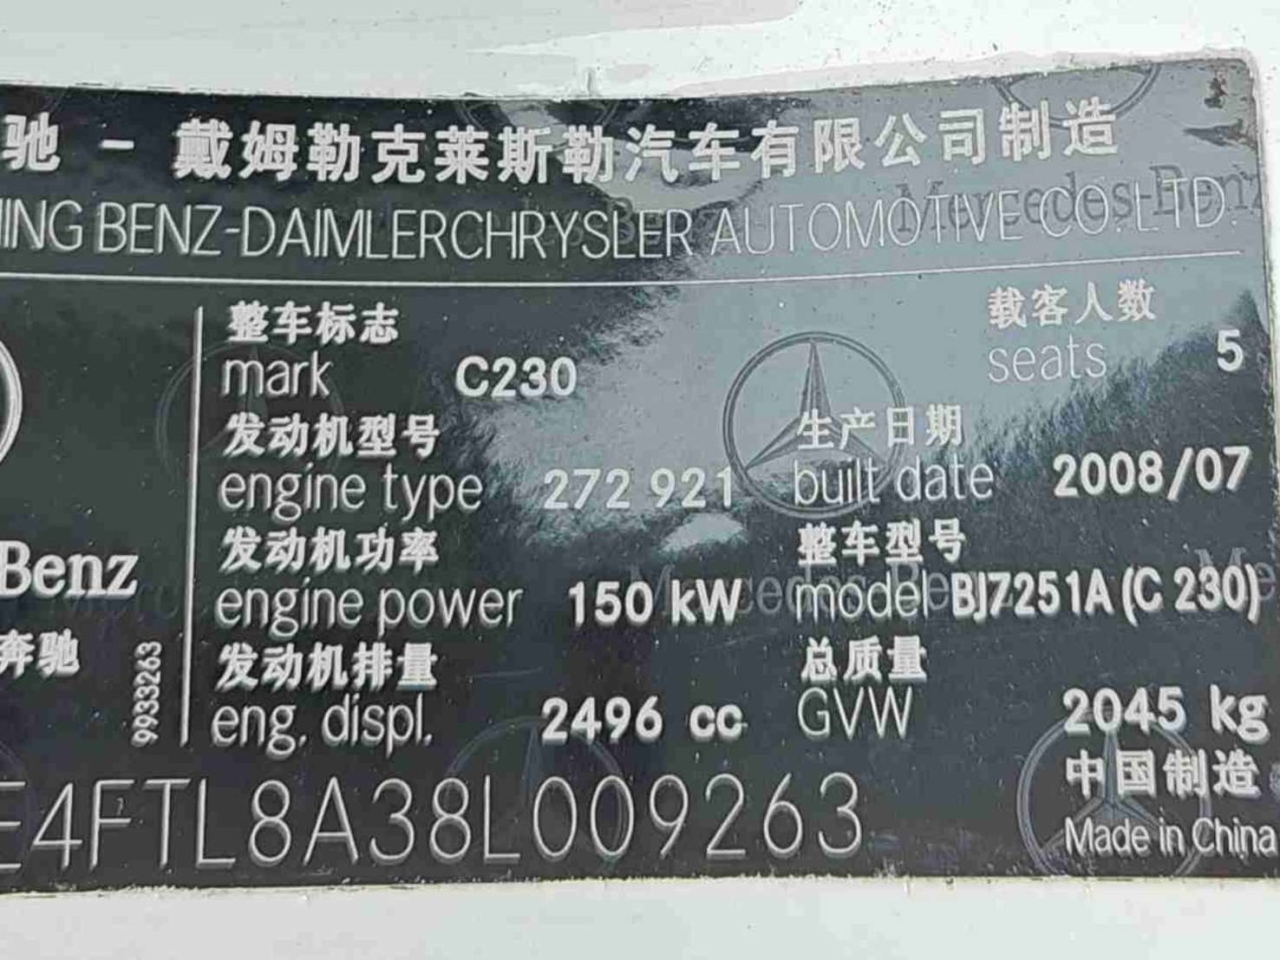 驰 - 戴姆勒克莱斯勒汽车有限公司制造
BENZ-DAIMLERCHRYSLER AUTOMOTIVE CO.LTD.
Mercedes-Benz
整车标志
mark C230
载客人数
seats 5
发动机型号
engine type 272 921
生产日期
built date 2008/07
发动机功率
engine power 150 kW
整车型号
model BJ7251A (C 230)
发动机排量
eng. displ. 2496 cc
总质量
GVW 2045 kg
Benz
奔驰
9933263
E4FTL8A38L009263
中国制造
Made in China